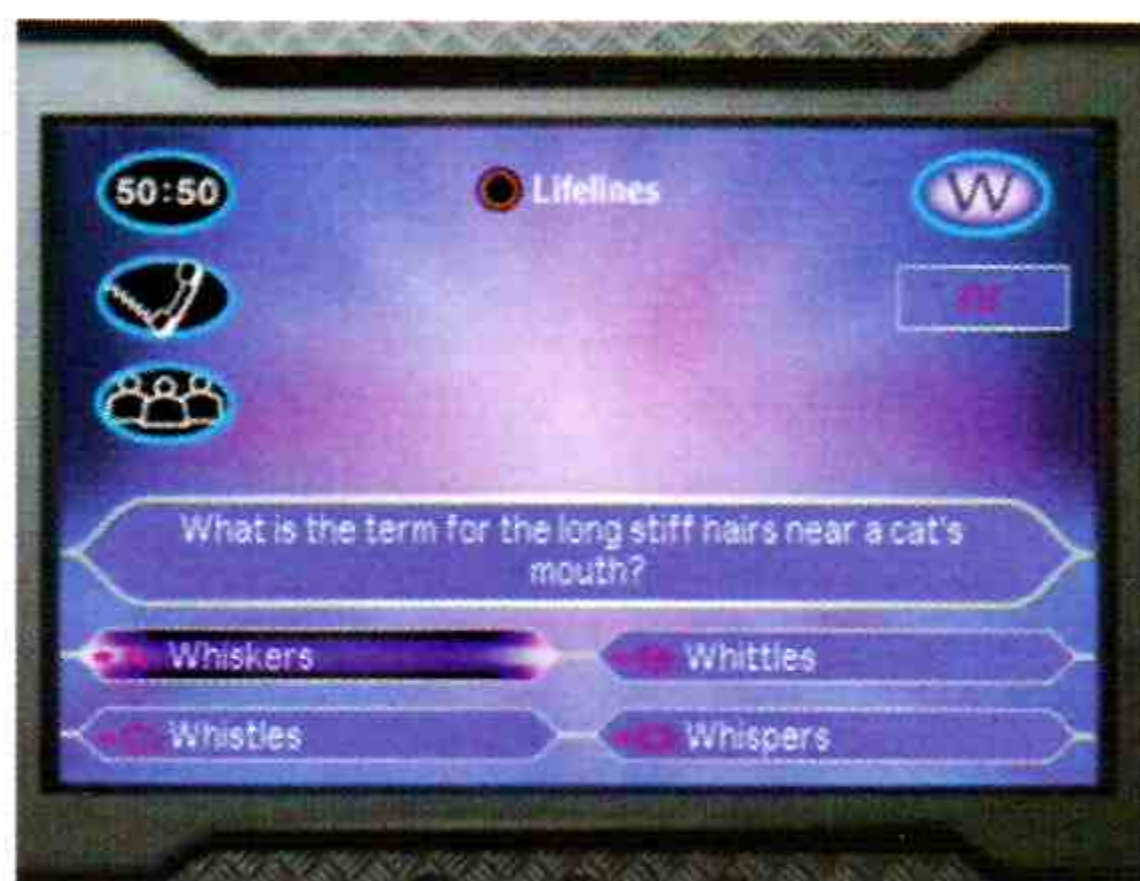 50:50
Lifelines
W
What is the term for the long stiff hairs near a cat's
mouth?
Whiskers
Whittles
Whistles
Whispers